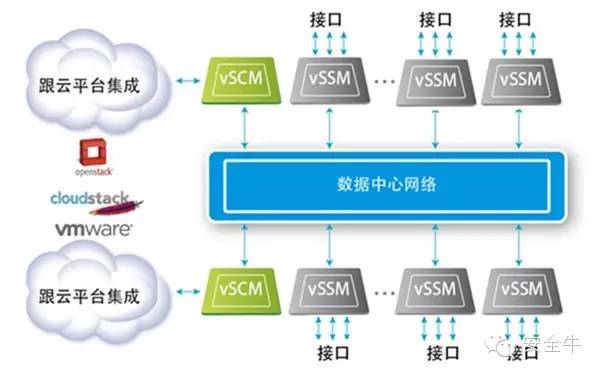 接口 接口 接口
跟云平台集成 vSCM vSSM … vSSM vSSM
openstack
数据中心网络
cloudstack
vmware
跟云平台集成 vSCM vSSM … vSSM vSSM
接口 接口 接口
安全牛